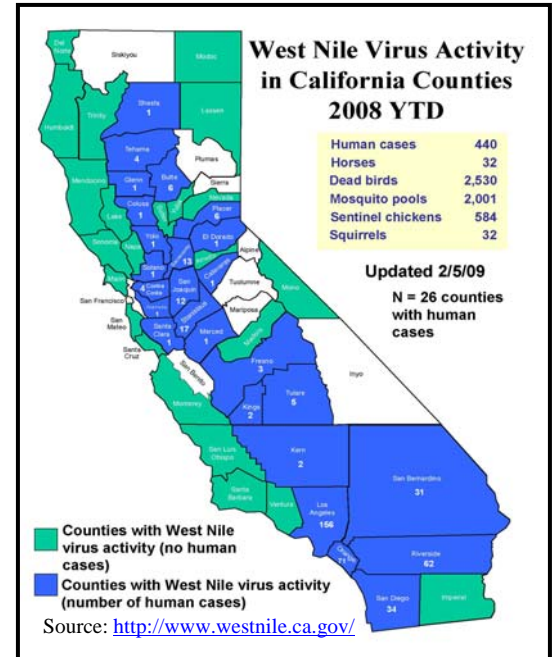 West Nile Virus Activity
in California Counties
2008 YTD
Human cases 440
Horses 32
Dead birds 2,530
Mosquito pools 2,001
Sentinel chickens 584
Squirrels 32
Updated 2/5/09
N = 26 counties
with human
cases
Del
Norte
Siskiyou
Modoc
Humboldt
Trinity
Shasta
1
Lassen
Tehama
4
Plumas
Mendocino
Glenn
1
Butte
6
Sierra
Colusa
1
Nevada
Lake
Placer
6
Sonoma
Napa
Yolo
1
El Dorado
1
Alpine
Solano
1
13
Marin
4
Contra
Costa
San
Joaquin
12
Calaveras
1
Tuolumne
Mono
San Francisco
San
Mateo
Stanislaus
17
Mariposa
Santa
Cruz
Santa
Clara
1
Merced
1
Madera
San Benito
Fresno
3
Inyo
Monterey
Kings
2
Tulare
5
San Luis
Obispo
Kern
2
San Bernardino
31
Santa
Barbara
Ventura
Los
Angeles
156
Orange
71
Riverside
62
San Diego
34
Imperial
Counties with West Nile
virus activity (no human
cases)
Counties with West Nile virus activity
(number of human cases)
Source: http://www.westnile.ca.gov/